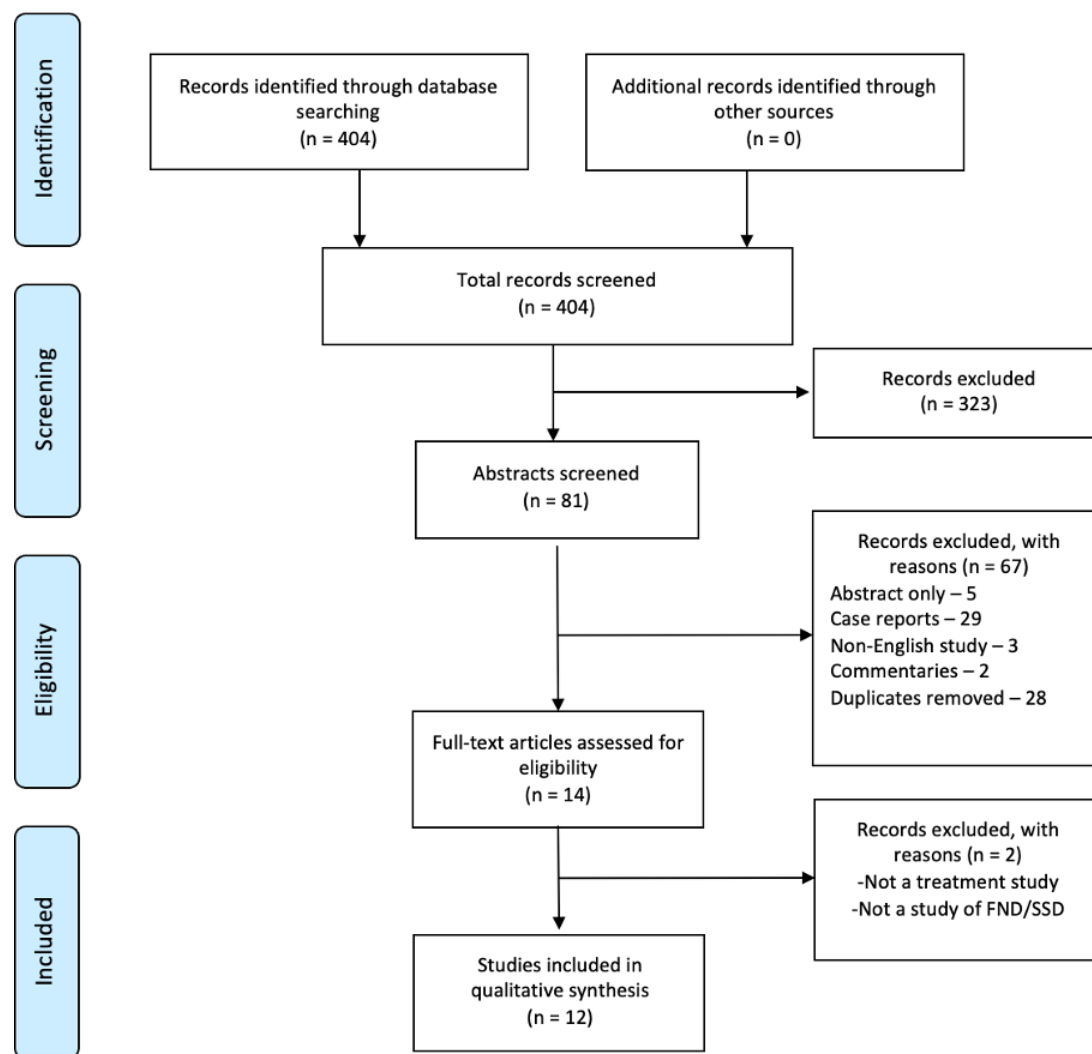 Identification
Records identified through database
searching
(n = 404)
Additional records identified through
other sources
(n = 0)
Screening
Total records screened
(n = 404)
Records excluded
(n = 323)
Abstracts screened
(n = 81)
Eligibility
Records excluded, with
reasons (n = 67)
Abstract only – 5
Case reports – 29
Non-English study – 3
Commentaries – 2
Duplicates removed – 28
Full-text articles assessed for
eligibility
(n = 14)
Included
Records excluded, with
reasons (n = 2)
-Not a treatment study
-Not a study of FND/SSD
Studies included in
qualitative synthesis
(n = 12)